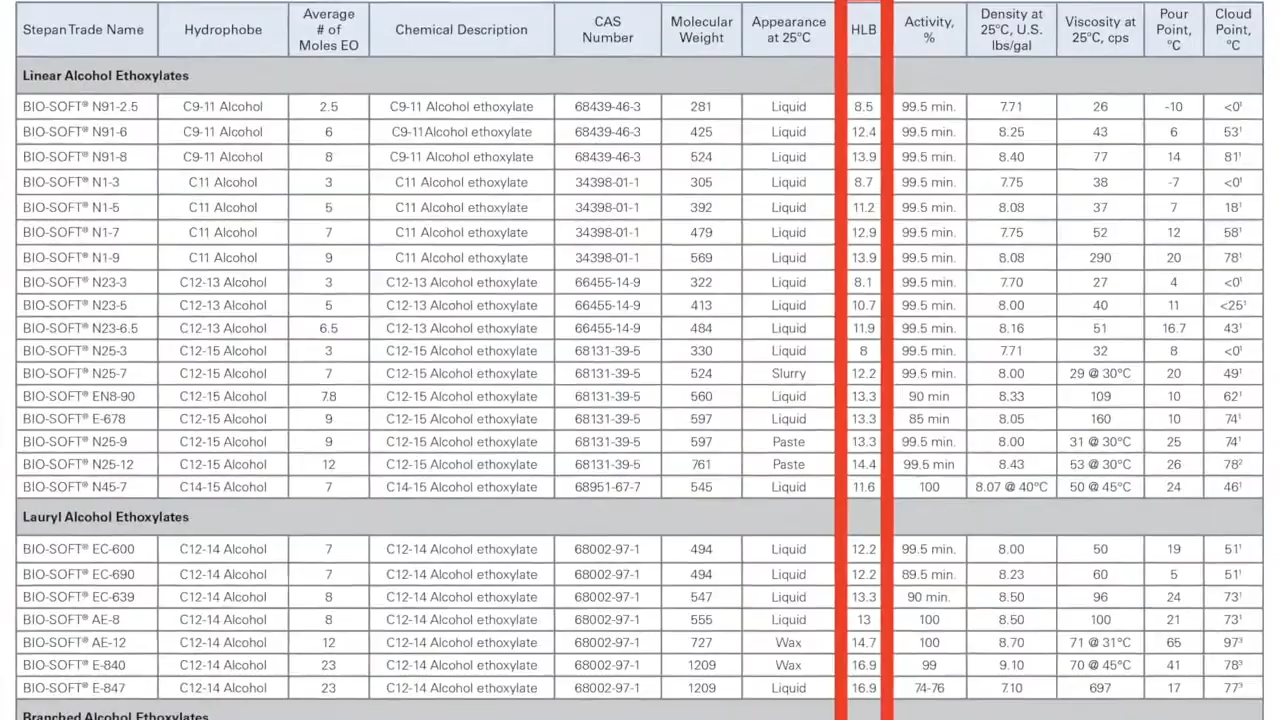 Stepan Trade Name Hydrophobe Average # of Moles EO Chemical Description CAS Number Molecular Weight Appearance at 25°C HLB Activity, % Density at 25°C, U.S. lbs/gal Viscosity at 25°C, cps Pour Point, °C Cloud Point, °C
Linear Alcohol Ethoxylates
BIO-SOFT® N91-2.5 C9-11 Alcohol 2.5 C9-11 Alcohol ethoxylate 68439-46-3 281 Liquid 8.5 99.5 min. 7.71 26 -10 <0¹
BIO-SOFT® N91-6 C9-11 Alcohol 6 C9-11 Alcohol ethoxylate 68439-46-3 425 Liquid 12.4 99.5 min. 8.25 43 6 53¹
BIO-SOFT® N91-8 C9-11 Alcohol 8 C9-11 Alcohol ethoxylate 68439-46-3 524 Liquid 13.9 99.5 min. 8.40 77 14 81¹
BIO-SOFT® N1-3 C11 Alcohol 3 C11 Alcohol ethoxylate 34398-01-1 305 Liquid 8.7 99.5 min. 7.75 38 -7 <0¹
BIO-SOFT® N1-5 C11 Alcohol 5 C11 Alcohol ethoxylate 34398-01-1 392 Liquid 11.2 99.5 min. 8.08 37 7 18¹
BIO-SOFT® N1-7 C11 Alcohol 7 C11 Alcohol ethoxylate 34398-01-1 479 Liquid 12.9 99.5 min. 7.75 52 12 58¹
BIO-SOFT® N1-9 C11 Alcohol 9 C11 Alcohol ethoxylate 34398-01-1 569 Liquid 13.9 99.5 min. 8.08 290 20 78¹
BIO-SOFT® N23-3 C12-13 Alcohol 3 C12-13 Alcohol ethoxylate 66455-14-9 322 Liquid 8.1 99.5 min. 7.70 27 4 <0¹
BIO-SOFT® N23-5 C12-13 Alcohol 5 C12-13 Alcohol ethoxylate 66455-14-9 413 Liquid 10.7 99.5 min. 8.00 40 11 <25¹
BIO-SOFT® N23-6.5 C12-13 Alcohol 6.5 C12-13 Alcohol ethoxylate 66455-14-9 484 Liquid 11.9 99.5 min. 8.16 51 16.7 43¹
BIO-SOFT® N25-3 C12-15 Alcohol 3 C12-15 Alcohol ethoxylate 68131-39-5 330 Liquid 8 99.5 min. 7.71 32 8 <0¹
BIO-SOFT® N25-7 C12-15 Alcohol 7 C12-15 Alcohol ethoxylate 68131-39-5 524 Slurry 12.2 99.5 min. 8.00 29 @ 30°C 20 49¹
BIO-SOFT® EN8-90 C12-15 Alcohol 7.8 C12-15 Alcohol ethoxylate 68131-39-5 560 Liquid 13.3 90 min 8.33 109 10 62¹
BIO-SOFT® E-678 C12-15 Alcohol 9 C12-15 Alcohol ethoxylate 68131-39-5 597 Liquid 13.3 85 min 8.05 160 10 74¹
BIO-SOFT® N25-9 C12-15 Alcohol 9 C12-15 Alcohol ethoxylate 68131-39-5 597 Paste 13.3 99.5 min. 8.00 31 @ 30°C 25 74¹
BIO-SOFT® N25-12 C12-15 Alcohol 12 C12-15 Alcohol ethoxylate 68131-39-5 761 Paste 14.4 99.5 min 8.43 53 @ 30°C 26 78²
BIO-SOFT® N45-7 C14-15 Alcohol 7 C14-15 Alcohol ethoxylate 68951-67-7 545 Liquid 11.6 100 8.07 @ 40°C 50 @ 45°C 24 46¹
Lauryl Alcohol Ethoxylates
BIO-SOFT® EC-600 C12-14 Alcohol 7 C12-14 Alcohol ethoxylate 68002-97-1 494 Liquid 12.2 99.5 min. 8.00 50 19 51¹
BIO-SOFT® EC-690 C12-14 Alcohol 7 C12-14 Alcohol ethoxylate 68002-97-1 494 Liquid 12.2 89.5 min. 8.23 60 5 51¹
BIO-SOFT® EC-639 C12-14 Alcohol 8 C12-14 Alcohol ethoxylate 68002-97-1 547 Liquid 13.3 90 min. 8.50 96 24 73¹
BIO-SOFT® AE-8 C12-14 Alcohol 8 C12-14 Alcohol ethoxylate 68002-97-1 555 Liquid 13 100 8.50 100 21 73¹
BIO-SOFT® AE-12 C12-14 Alcohol 12 C12-14 Alcohol ethoxylate 68002-97-1 727 Wax 14.7 100 8.70 71 @ 31°C 65 97³
BIO-SOFT® E-840 C12-14 Alcohol 23 C12-14 Alcohol ethoxylate 68002-97-1 1209 Wax 16.9 99 9.10 70 @ 45°C 41 78³
BIO-SOFT® E-847 C12-14 Alcohol 23 C12-14 Alcohol ethoxylate 68002-97-1 1209 Liquid 16.9 74-76 7.10 697 17 77³
Branched Alcohol Ethoxylates